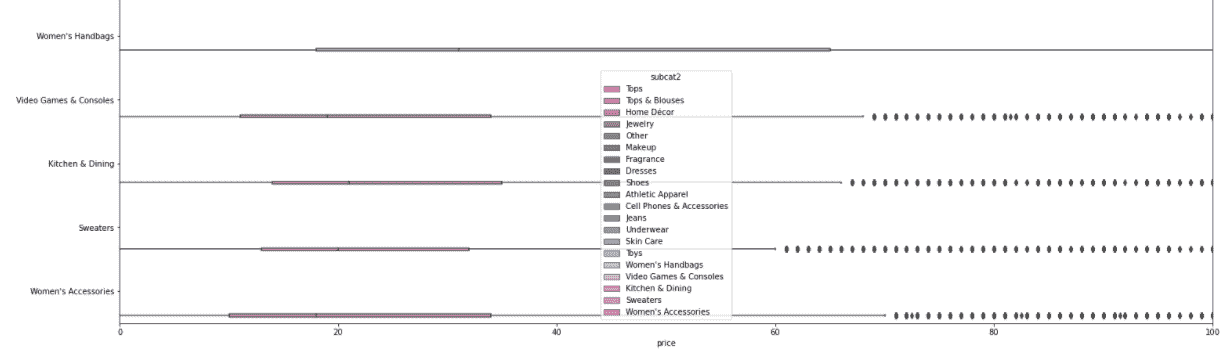 Women's Handbags
Video Games & Consoles
Kitchen & Dining
Sweaters
Women's Accessories
subcat2
Tops
Tops & Blouses
Home Décor
Jewelry
Other
Makeup
Fragrance
Dresses
Shoes
Athletic Apparel
Cell Phones & Accessories
Jeans
Underwear
Skin Care
Toys
Women's Handbags
Video Games & Consoles
Kitchen & Dining
Sweaters
Women's Accessories
0 20 40 60 80 100
price